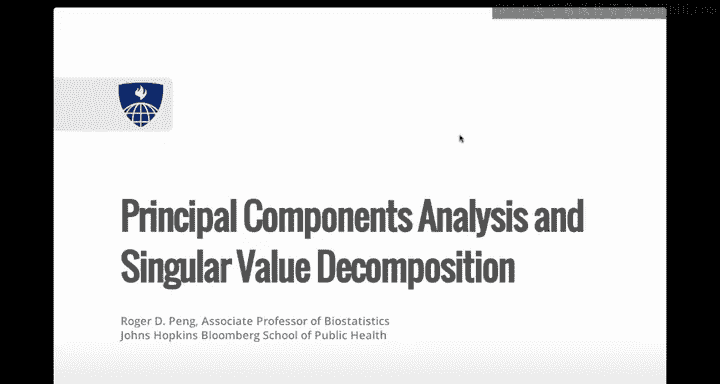 Principal Components Analysis and
Singular Value Decomposition
Roger D. Peng, Associate Professor of Biostatistics
Johns Hopkins Bloomberg School of Public Health